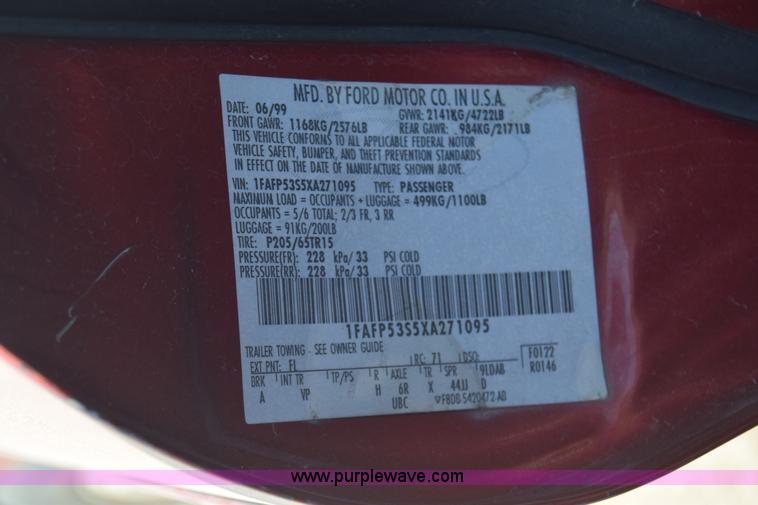 MFD. BY FORD MOTOR CO. IN U.S.A.
DATE: 06/99 GVWR: 2141KG/4722LB
FRONT GAWR: 1168KG/2576LB REAR GAWR: 984KG/2171LB
THIS VEHICLE CONFORMS TO ALL APPLICABLE FEDERAL MOTOR
VEHICLE SAFETY, BUMPER, AND THEFT PREVENTION STANDARDS
IN EFFECT ON THE DATE OF MANUFACTURE SHOWN ABOVE.
VIN: 1FAFP53S5XA271095 TYPE: PASSENGER
MAXIMUM LOAD = OCCUPANTS + LUGGAGE = 499KG/1100LB
OCCUPANTS = 5/6 TOTAL; 2/3 FR, 3 RR
LUGGAGE = 91KG/200LB
TIRE: P205/65TR15
PRESSURE(FR): 228 kPa/33 PSI COLD
PRESSURE(RR): 228 kPa/33 PSI COLD
1FAFP53S5XA271095
TRAILER TOWING - SEE OWNER GUIDE
EXT PNT: FL RC: 71 DSO: F0122
BRK INT TR TP/PS R AXLE TR SPR 9LDAB R0146
A VP H 6R X 44JJ D
UBC F8DB 5420472 AB
www.purplewave.com